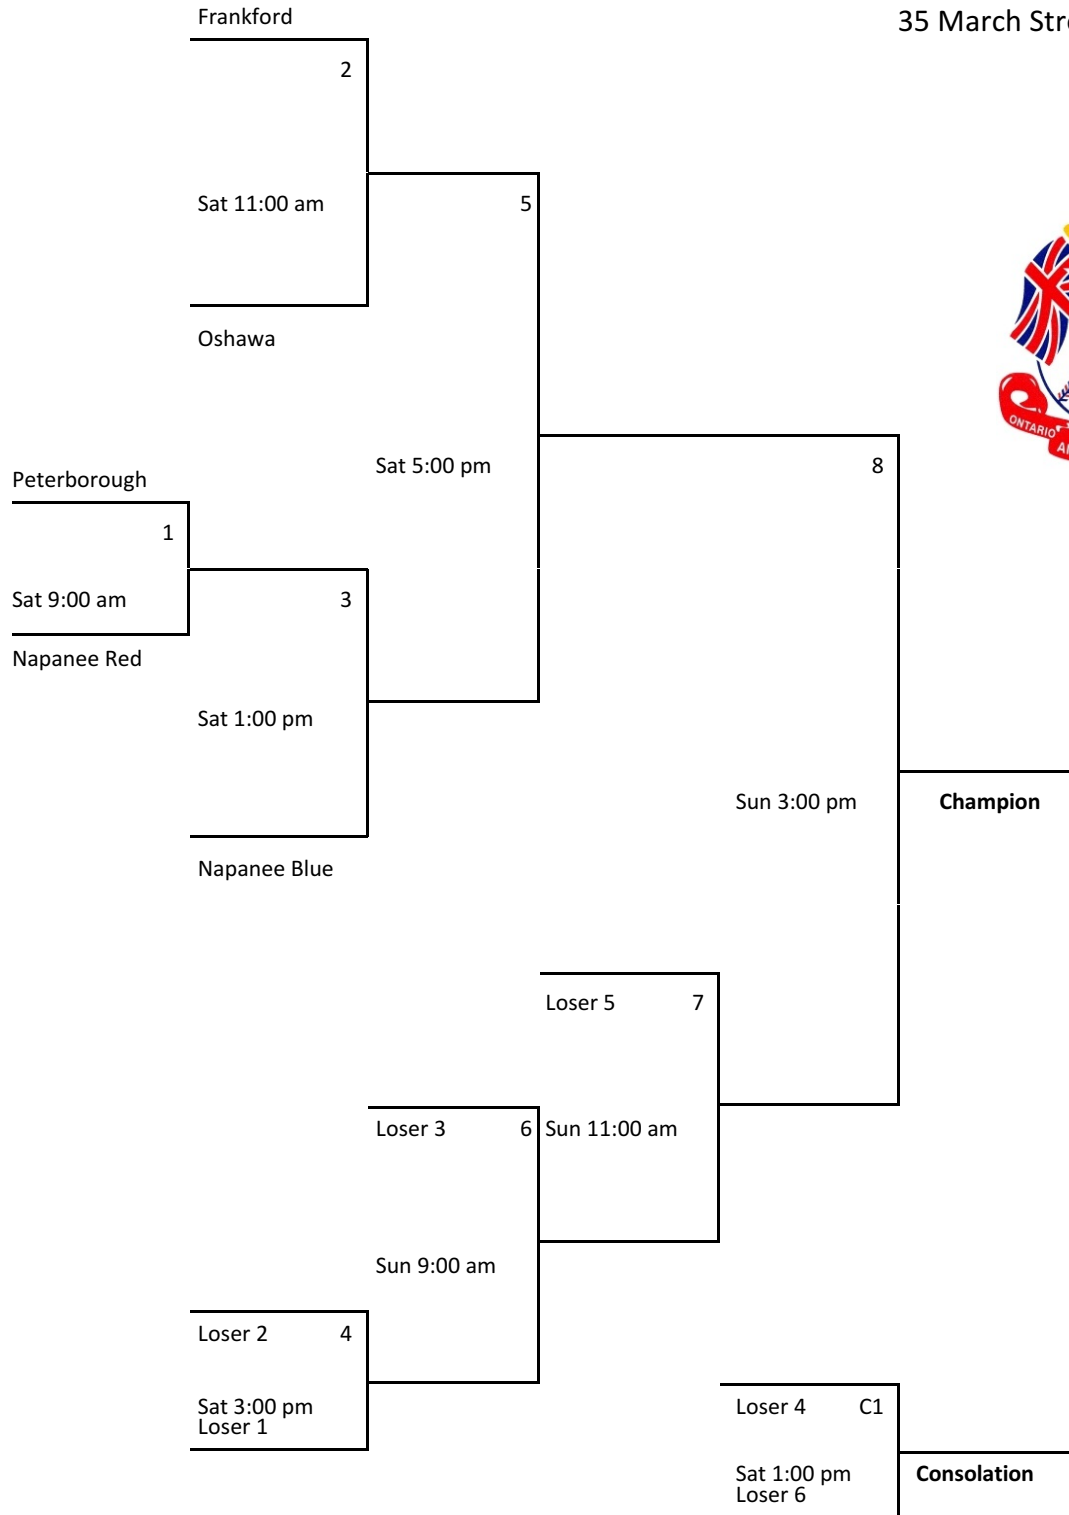 Frankford
35 March
2
Sat 11:00 am
5
Oshawa
ONTARIO
Sat 5:00 pm
8
Peterborough
1
Sat 9:00 am
3
Napanee Red
Sat 1:00 pm
Sun 3:00 pm
Champion
Napanee Blue
Loser 5 7
Loser 3 6 Sun 11:00 am
Sun 9:00 am
Loser 2 4
Sat 3:00 pm
Loser 1
Loser 4 C1
Sat 1:00 pm
Consolation
Loser 6